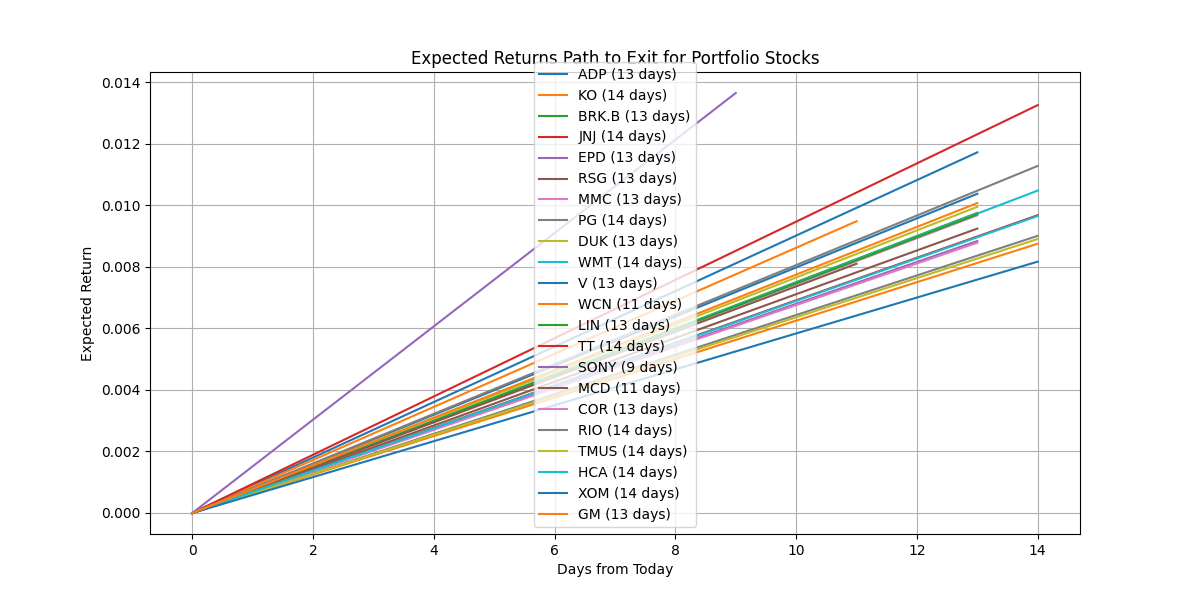 Expected Returns Path to Exit for Portfolio Stocks
ADP (13 days)
KO (14 days)
BRK.B (13 days)
JNJ (14 days)
EPD (13 days)
RSG (13 days)
MMC (13 days)
PG (14 days)
DUK (13 days)
WMT (14 days)
V (13 days)
WCN (11 days)
LIN (13 days)
TT (14 days)
SONY (9 days)
MCD (11 days)
COR (13 days)
RIO (14 days)
TMUS (14 days)
HCA (14 days)
XOM (14 days)
GM (13 days)
Expected Return
0.014
0.012
0.010
0.008
0.006
0.004
0.002
0.000
0 2 4 6 8 10 12 14
Days from Today